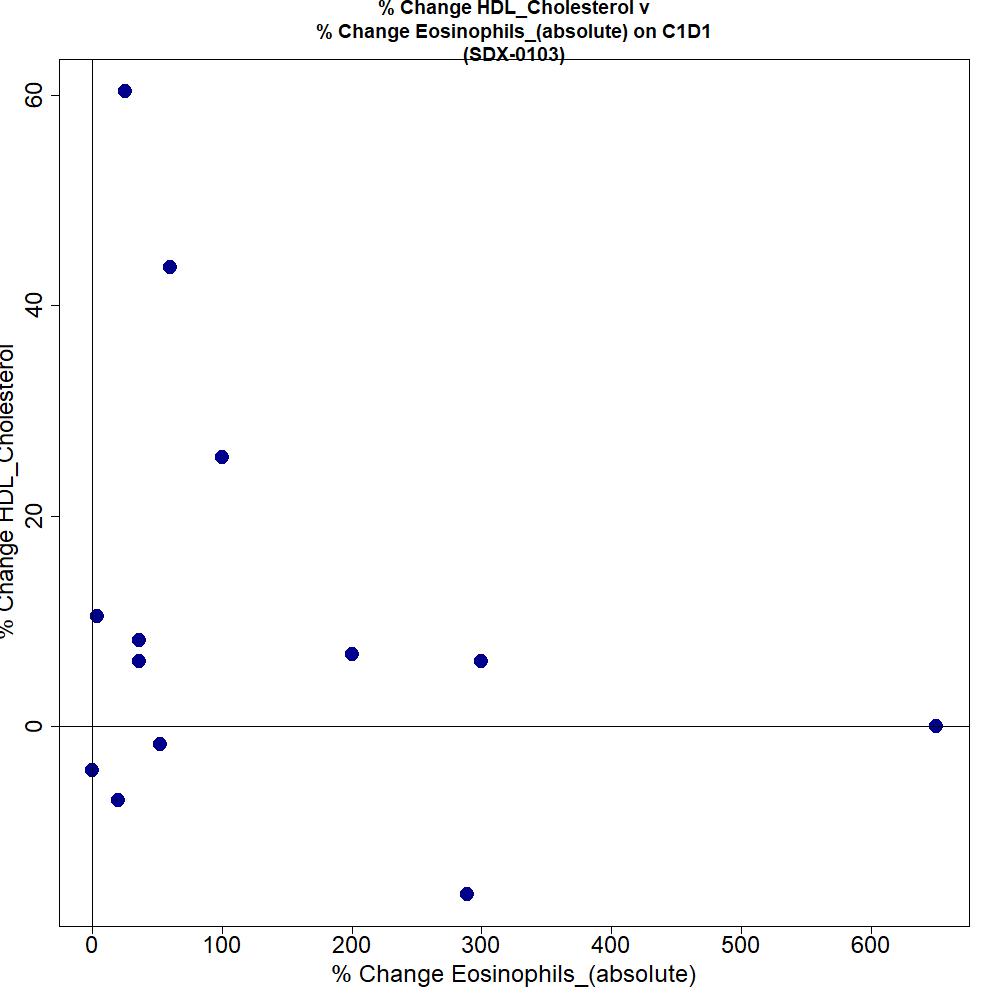 % Change HDL_Cholesterol v
% Change Eosinophils_(absolute) on C1D1
(SDX-0103)
% Change HDL_Cholesterol
60
40
20
0
0 100 200 300 400 500 600
% Change Eosinophils_(absolute)